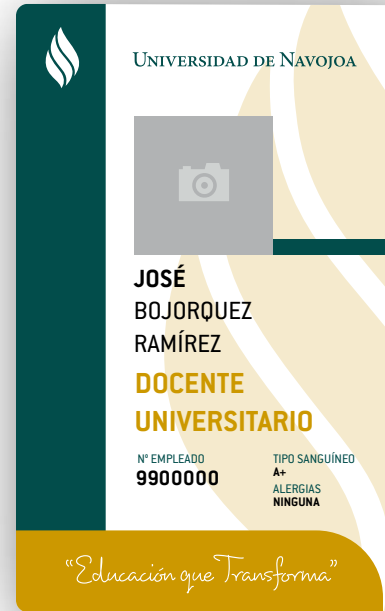 UNIVERSIDAD DE NAVOJOA
JOSÉ
BOJORQUEZ
RAMÍREZ
DOCENTE
UNIVERSITARIO
Nº EMPLEADO
9900000
TIPO SANGUÍNEO
A+
ALERGIAS
NINGUNA
"Educación que Transforma"